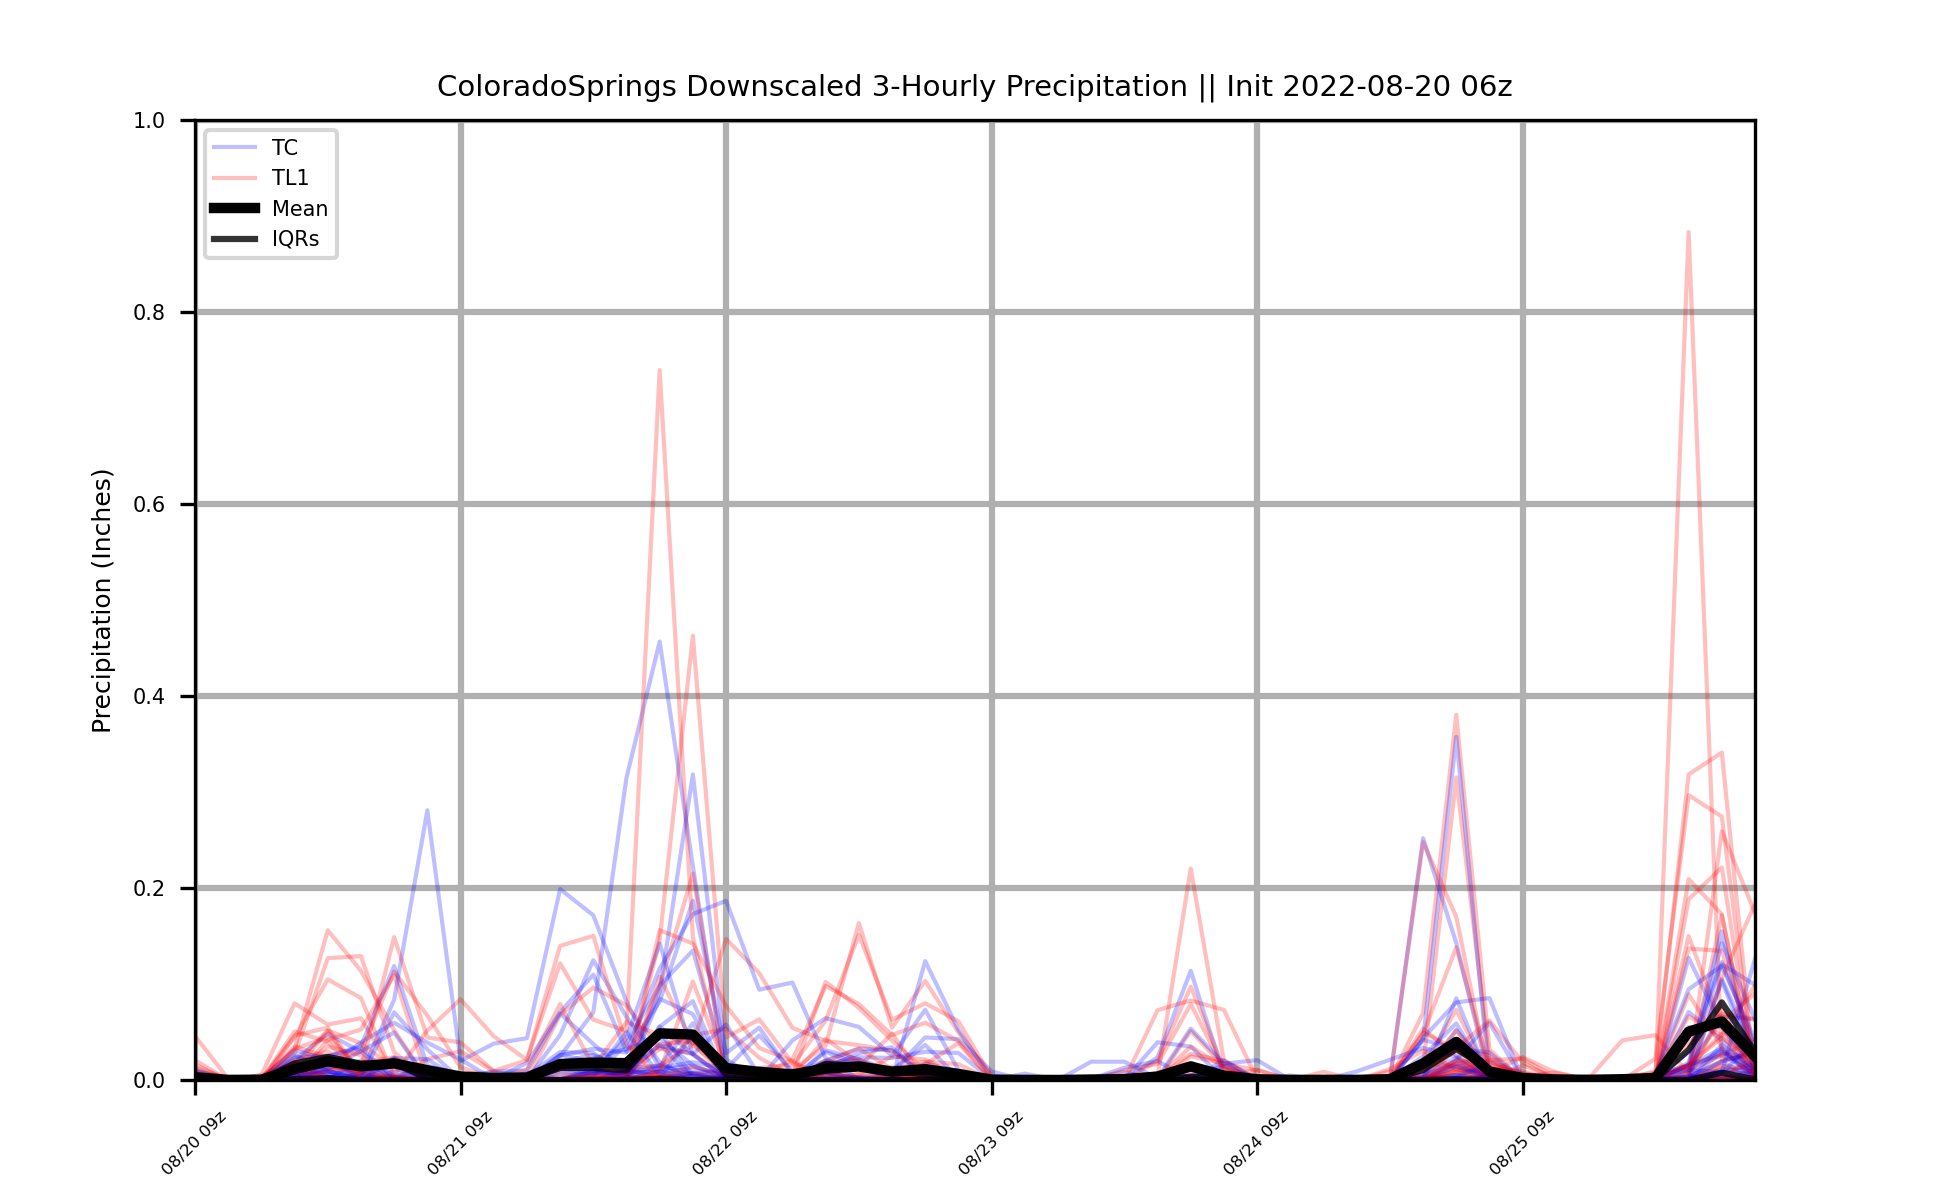 ColoradoSprings Downscaled 3-Hourly Precipitation || Init 2022-08-20 06z
1.0
0.8
0.6
0.4
0.2
0.0
Precipitation (Inches)
TC
TL1
Mean
IQRs
08/20 09z
08/21 09z
08/22 09z
08/23 09z
08/24 09z
08/25 09z